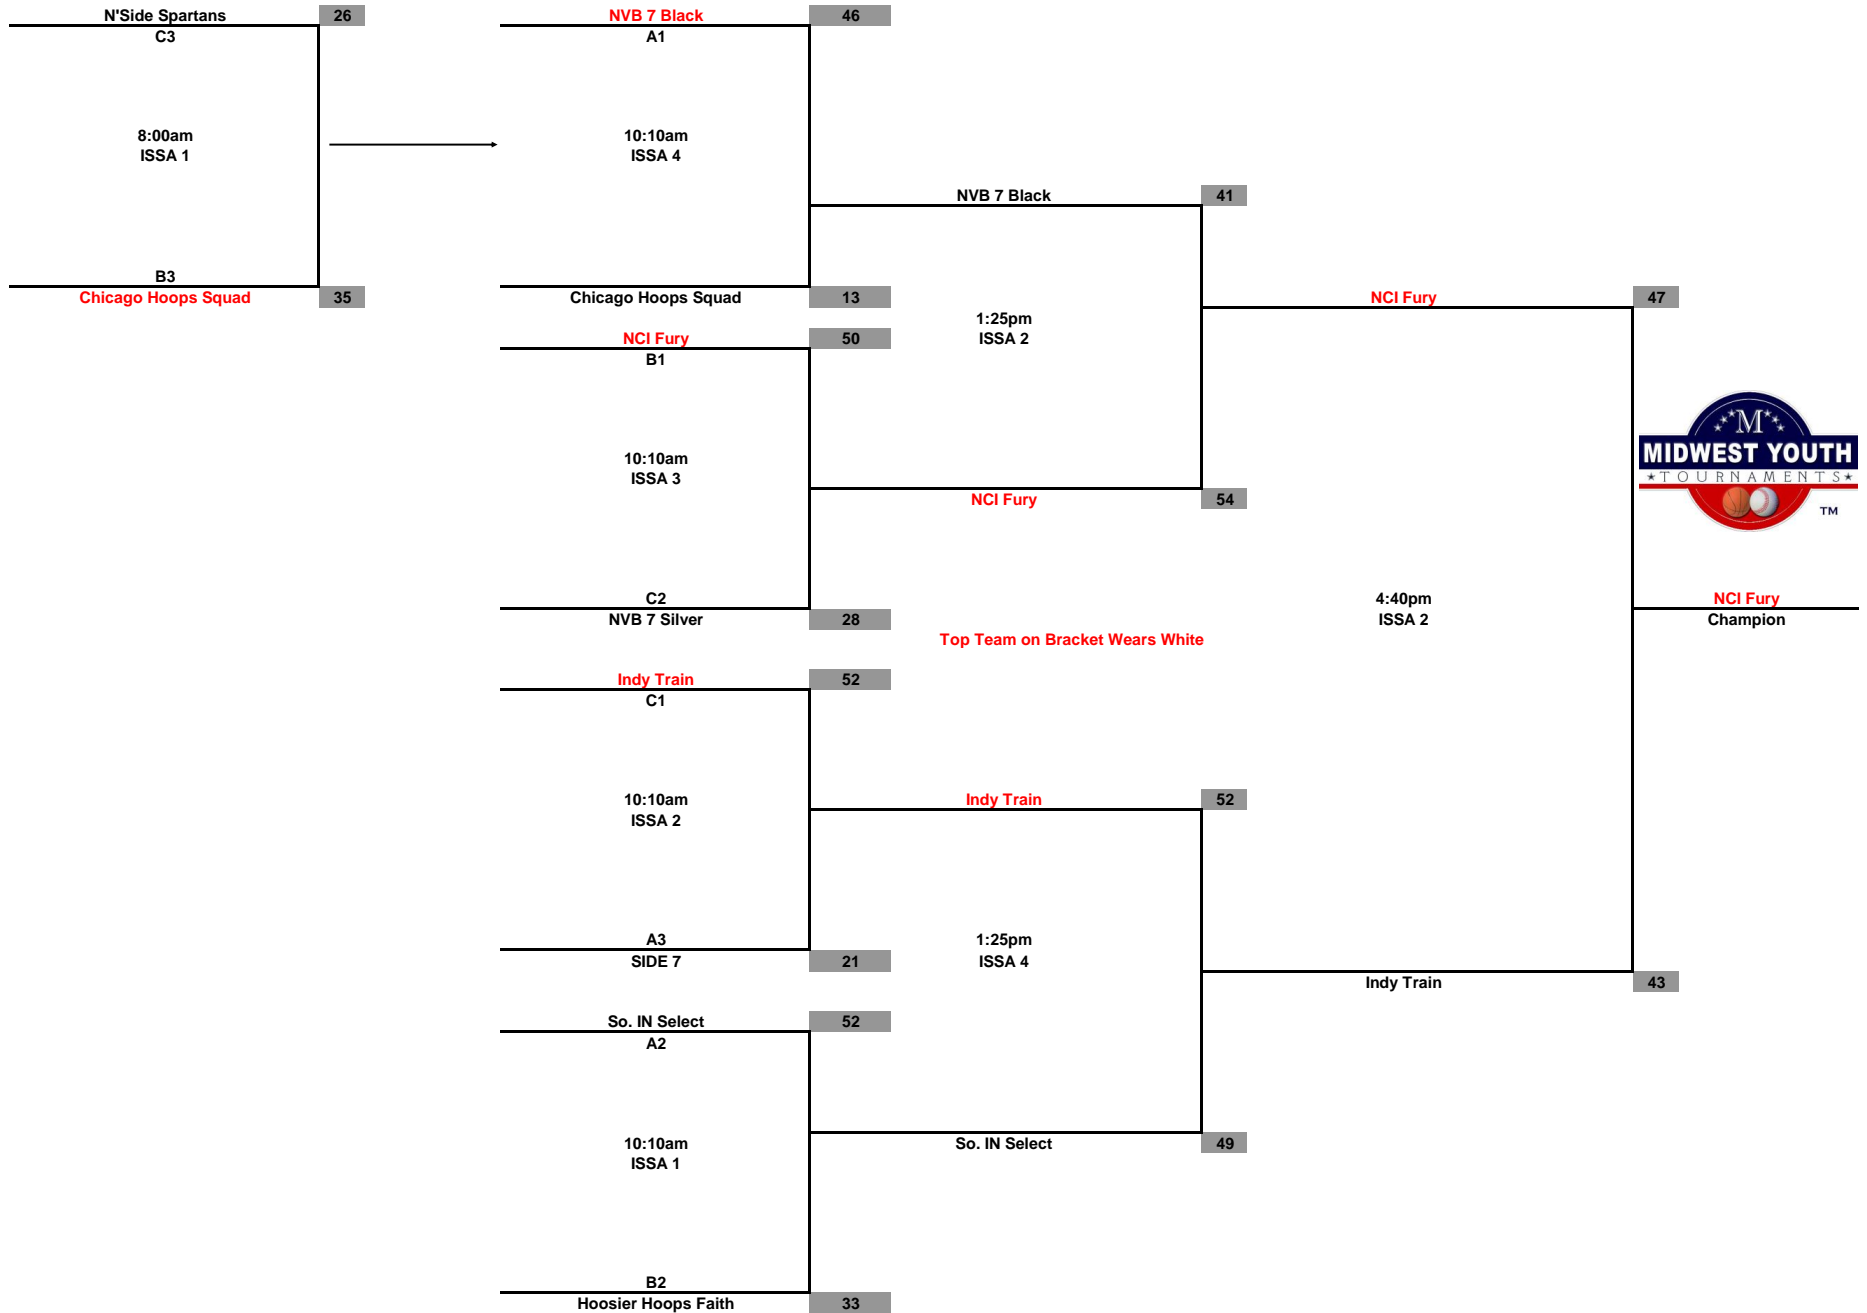 N'Side Spartans 26
C3
8:00am
ISSA 1
B3
Chicago Hoops Squad 35
NVB 7 Black 46
A1
10:10am
ISSA 4
Chicago Hoops Squad 13
NCI Fury 50
B1
10:10am
ISSA 3
C2
NVB 7 Silver 28
Indy Train 52
C1
10:10am
ISSA 2
A3
SIDE 7 21
So. IN Select 52
A2
10:10am
ISSA 1
B2
Hoosier Hoops Faith 33
NVB 7 Black 41
1:25pm
ISSA 2
NCI Fury 54
Top Team on Bracket Wears White
Indy Train 52
1:25pm
ISSA 4
So. IN Select 49
NCI Fury 47
4:40pm
ISSA 2
Indy Train 43
M
MIDWEST YOUTH
TOURNAMENTS
TM
NCI Fury
Champion